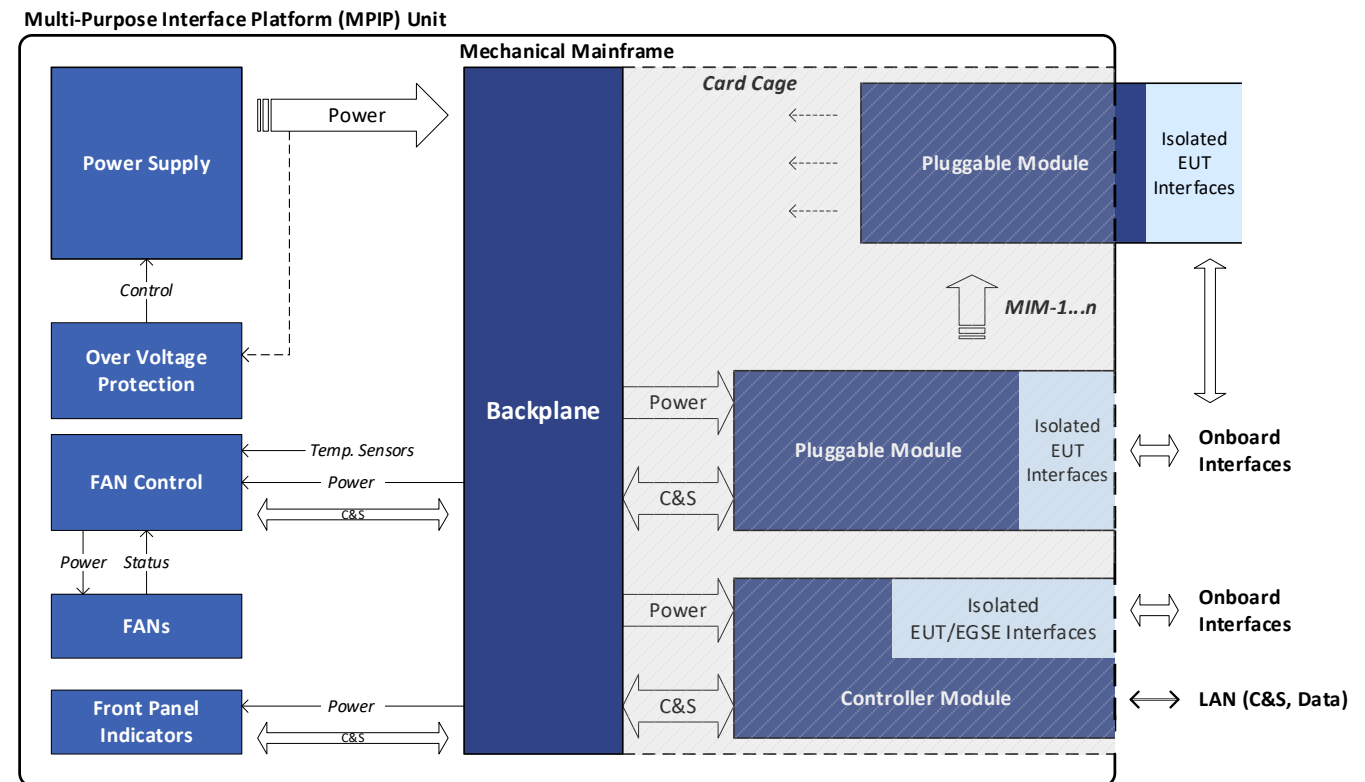 Multi-Purpose Interface Platform (MPIP) Unit
Mechanical Mainframe
Card Cage
Power Supply
Power
Pluggable Module
Isolated
EUT
Interfaces
Control
MIM-1...n
Over Voltage
Protection
Backplane
Power
Pluggable Module
Isolated
EUT
Interfaces
Onboard
Interfaces
C&S
FAN Control
Temp. Sensors
Power
C&S
Power
Status
FANs
Power
Isolated
EUT/EGSE Interfaces
Onboard
Interfaces
C&S
Controller Module
LAN (C&S, Data)
Front Panel
Indicators
Power
C&S